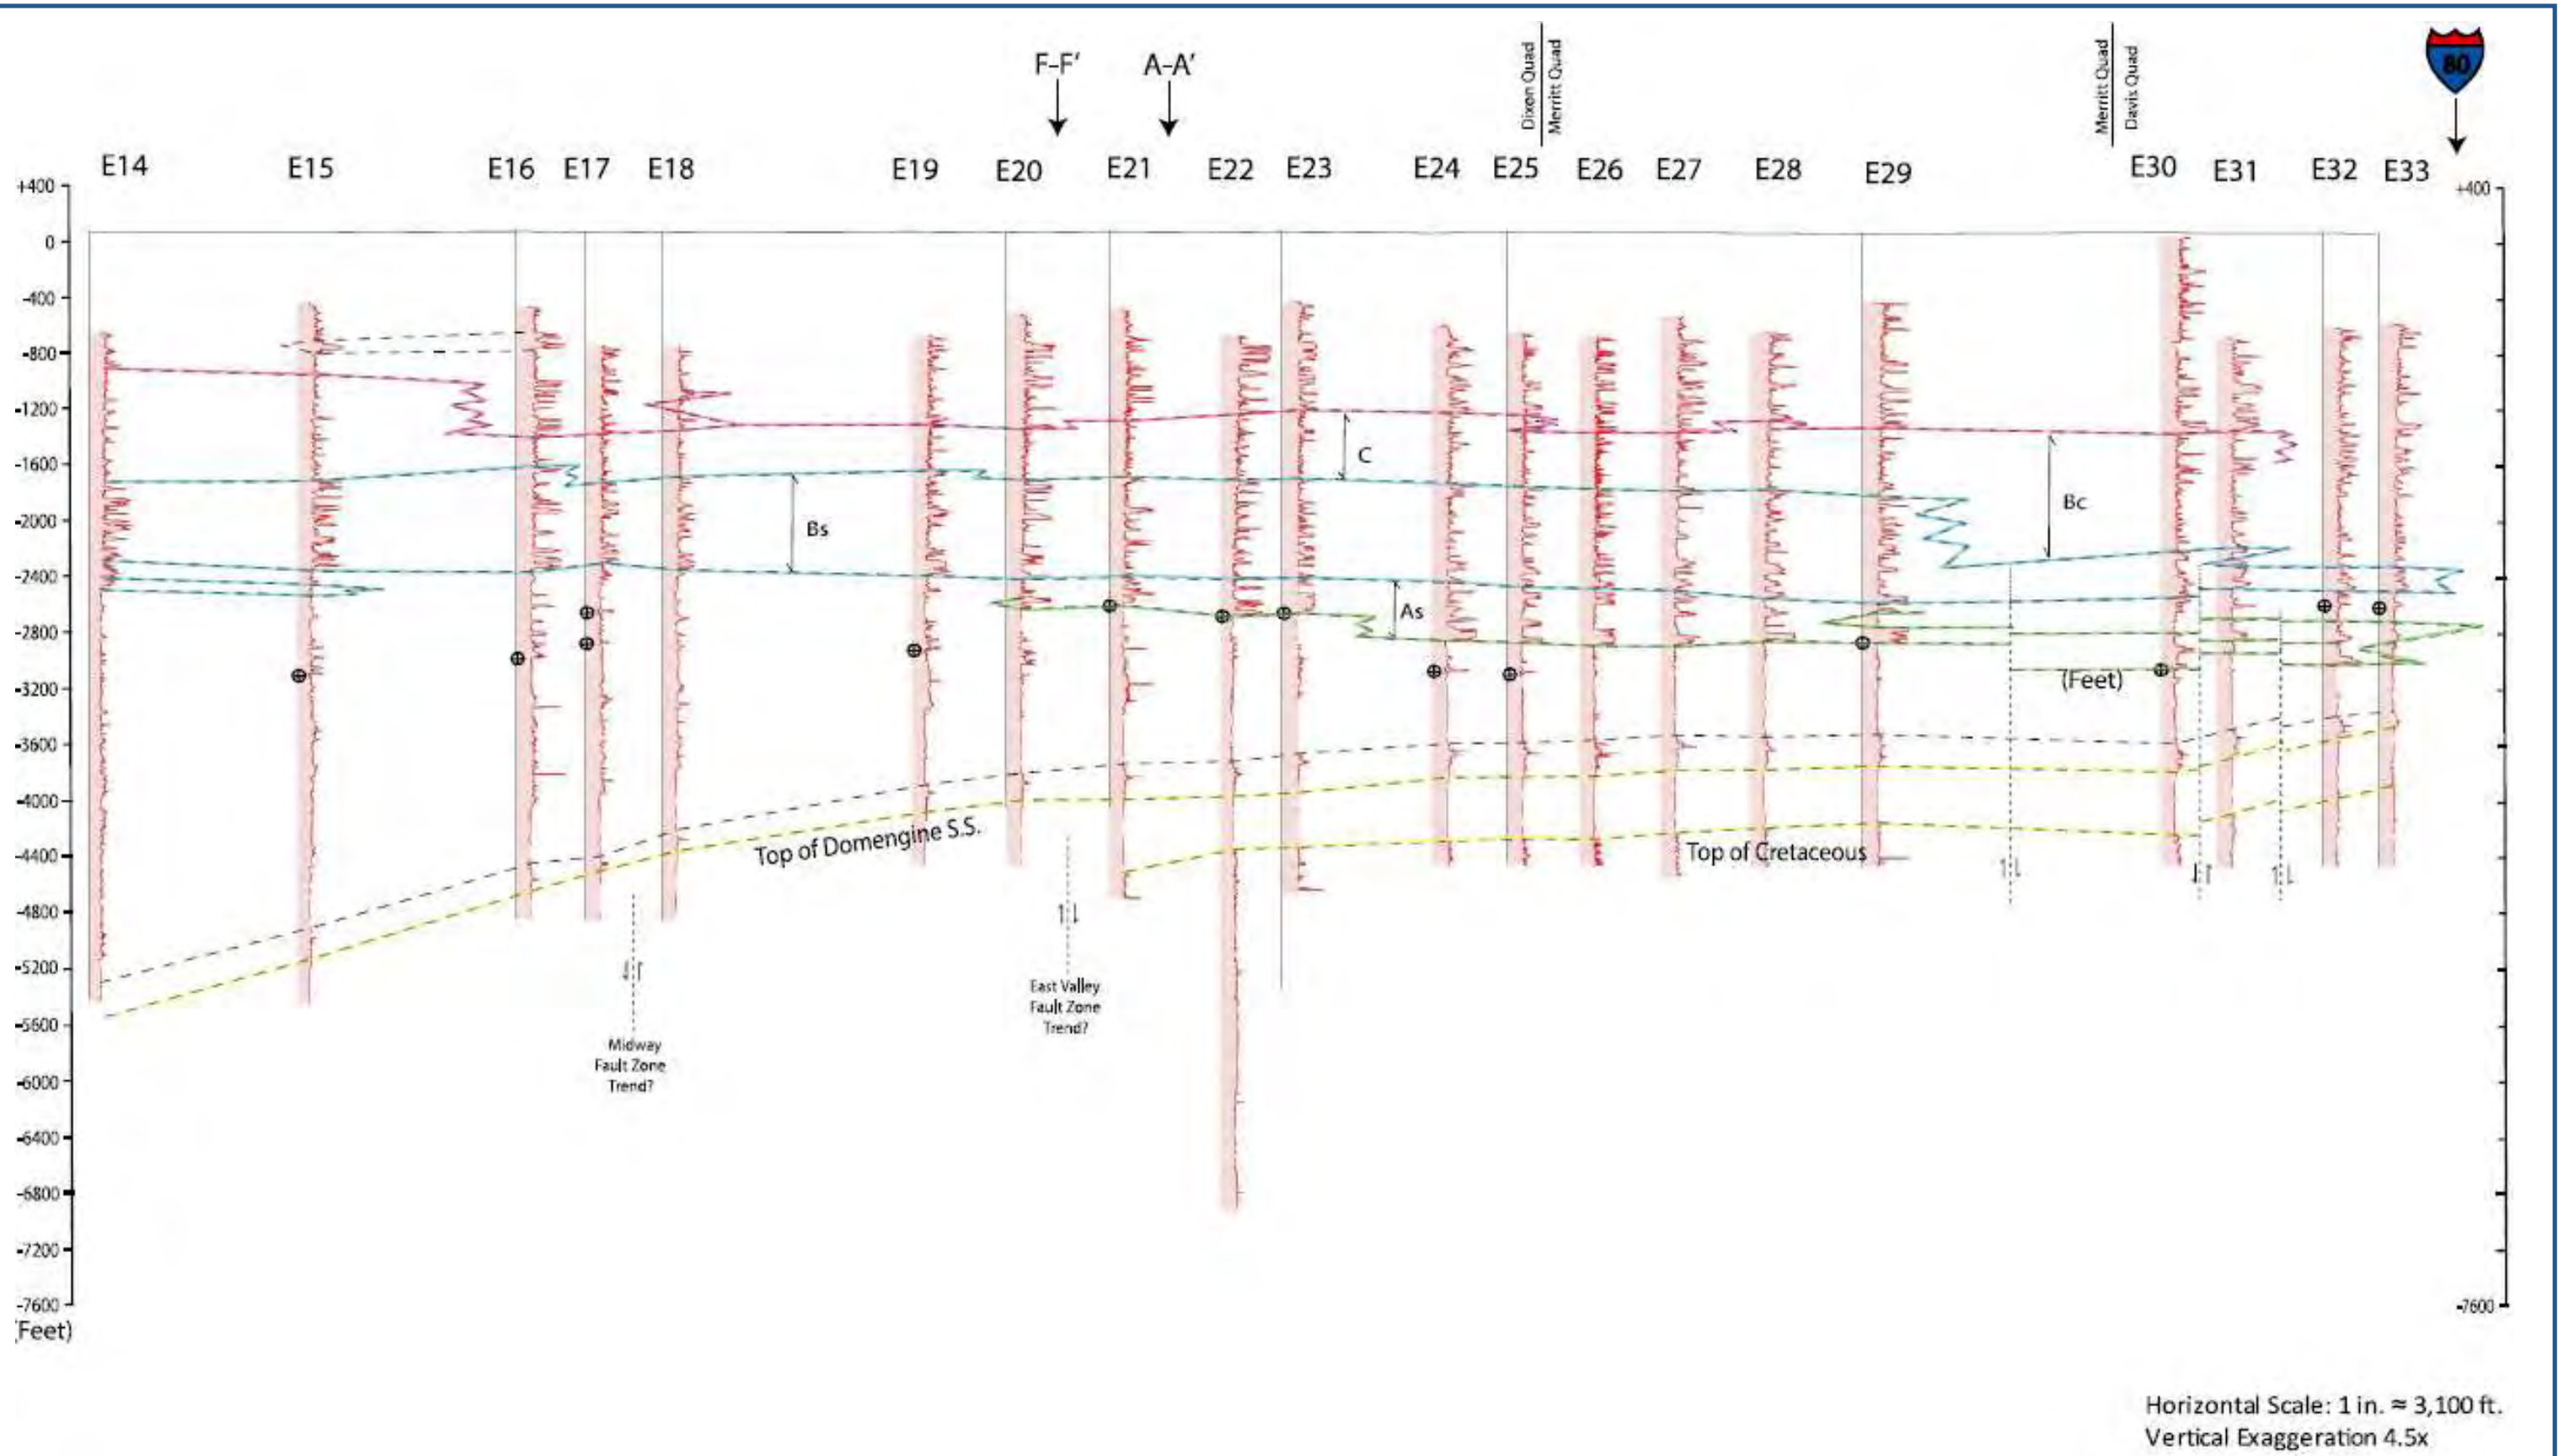 F-F'
A-A'
Dixon Quad
Merritt Quad
Merritt Quad
Davis Quad
80
E14
E15
E16
E17
E18
E19
E20
E21
E22
E23
E24
E25
E26
E27
E28
E29
E30
E31
E32
E33
+400
0
-400
-800
-1200
-1600
-2000
-2400
-2800
-3200
-3600
-4000
-4400
-4800
-5200
-5600
-6000
-6400
-6800
-7200
-7600
(Feet)
+400
-7600
C
Bs
Bc
As
(Feet)
Top of Domengine S.S.
Top of Cretaceous
East Valley
Fault Zone
Trend?
Midway
Fault Zone
Trend?
Horizontal Scale: 1 in. ≈ 3,100 ft.
Vertical Exaggeration 4.5x